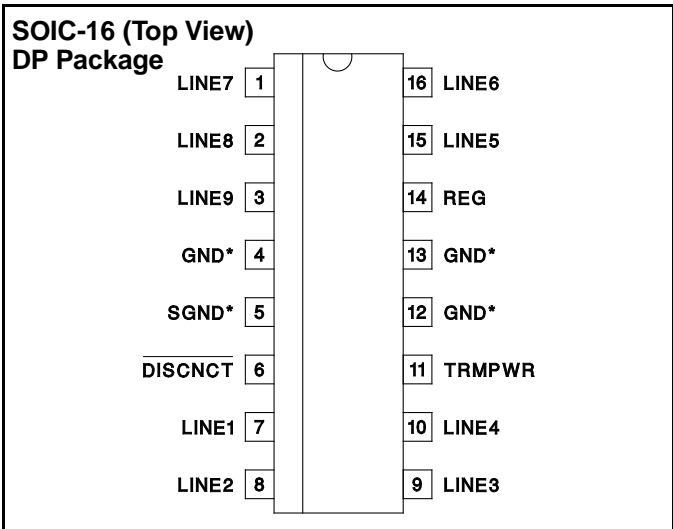 SOIC-16 (Top View)
DP Package
LINE7 1 16 LINE6
LINE8 2 15 LINE5
LINE9 3 14 REG
GND* 4 13 GND*
SGND* 5 12 GND*
DISCNCT 6 11 TRMPWR
LINE1 7 10 LINE4
LINE2 8 9 LINE3